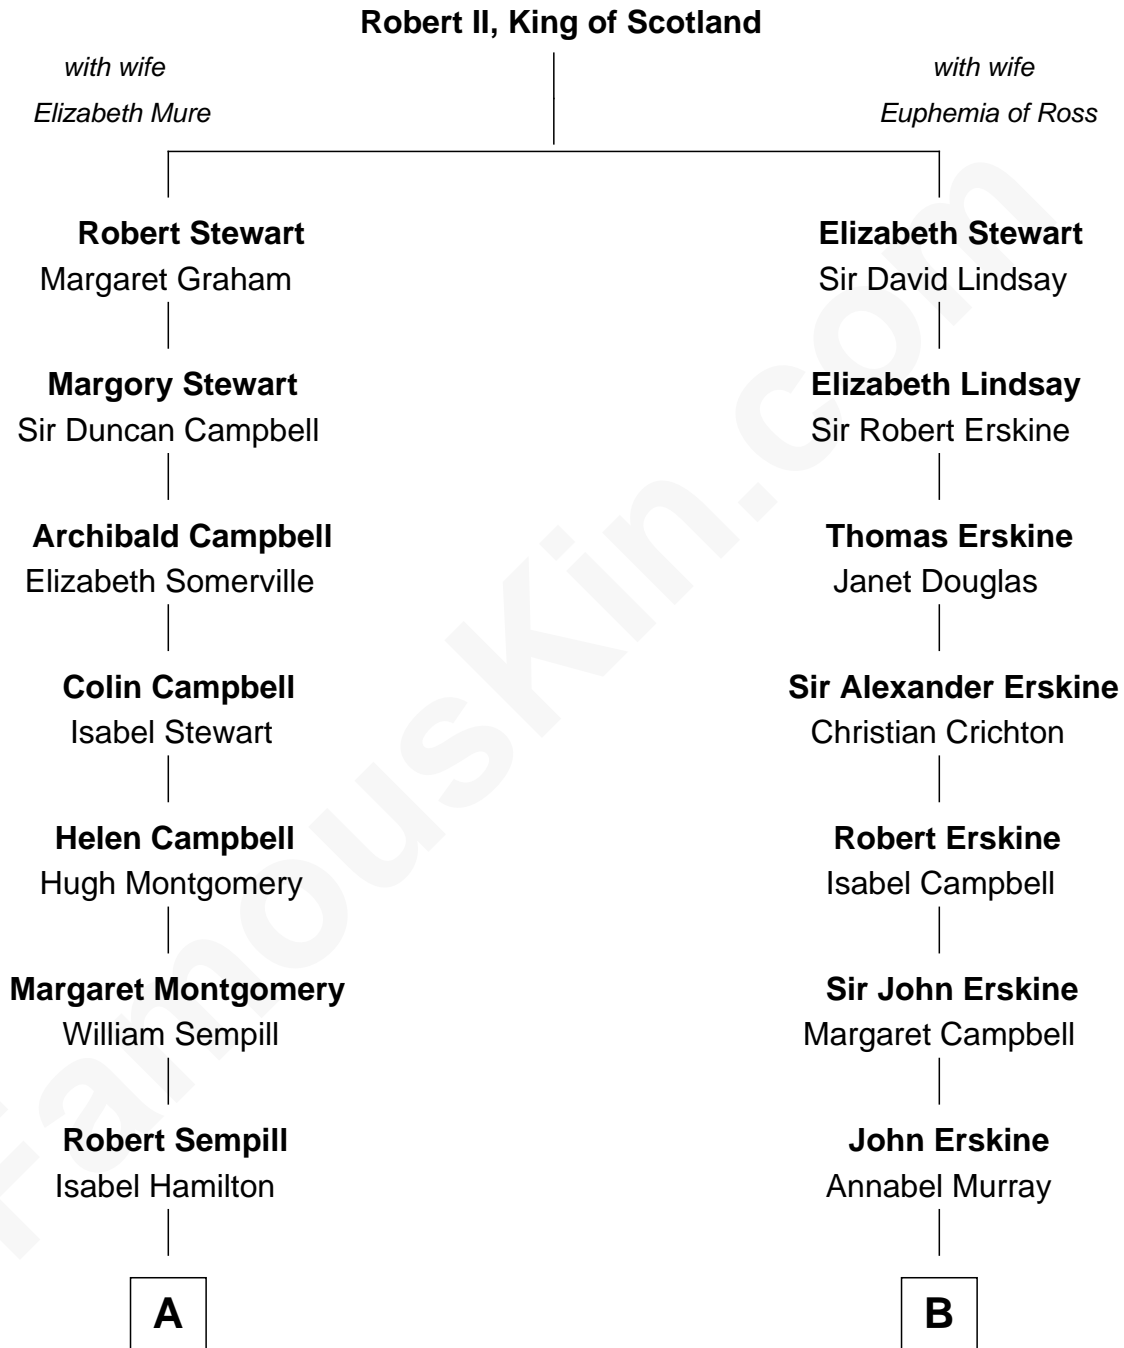 Robert II, King of Scotland
with wife
Elizabeth Mure
with wife
Euphemia of Ross
Robert Stewart
Margaret Graham
Elizabeth Stewart
Sir David Lindsay
Margory Stewart
Sir Duncan Campbell
Elizabeth Lindsay
Sir Robert Erskine
Archibald Campbell
Elizabeth Somerville
Thomas Erskine
Janet Douglas
Colin Campbell
Isabel Stewart
Sir Alexander Erskine
Christian Crichton
Helen Campbell
Hugh Montgomery
Robert Erskine
Isabel Campbell
Margaret Montgomery
William Sempill
Sir John Erskine
Margaret Campbell
Robert Sempill
Isabel Hamilton
John Erskine
Annabel Murray
A
B
FamousKin.com